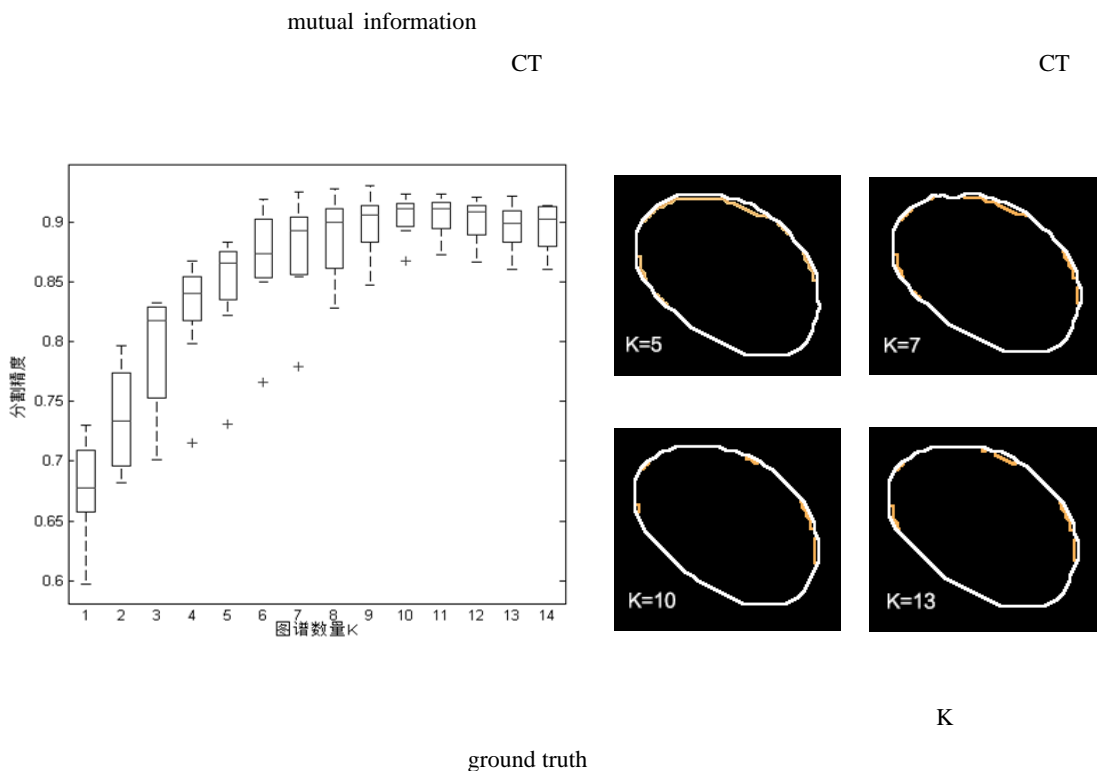 mutual information
CT CT
0.9
0.85
0.8
0.75
0.7
0.65
0.6
分割精度
1 2 3 4 5 6 7 8 9 10 11 12 13 14
图谱数量K
K=5
K=7
K=10
K=13
K
ground truth